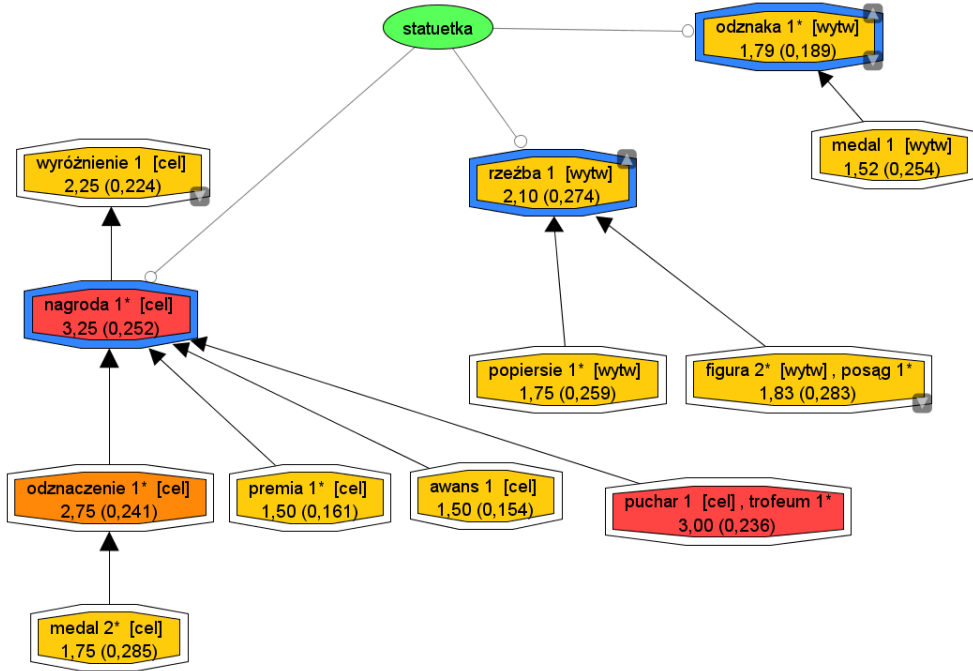 statuetka
odznaka 1* [wytw]
1,79 (0,189)
medal 1 [wytw]
1,52 (0,254)
wyróżnienie 1 [cel]
2,25 (0,224)
rzeźba 1 [wytw]
2,10 (0,274)
nagroda 1* [cel]
3,25 (0,252)
popiersie 1* [wytw]
1,75 (0,259)
figura 2* [wytw] , posąg 1*
1,83 (0,283)
odznaczenie 1* [cel]
2,75 (0,241)
premia 1* [cel]
1,50 (0,161)
awans 1 [cel]
1,50 (0,154)
puchar 1 [cel] , trofeum 1*
3,00 (0,236)
medal 2* [cel]
1,75 (0,285)